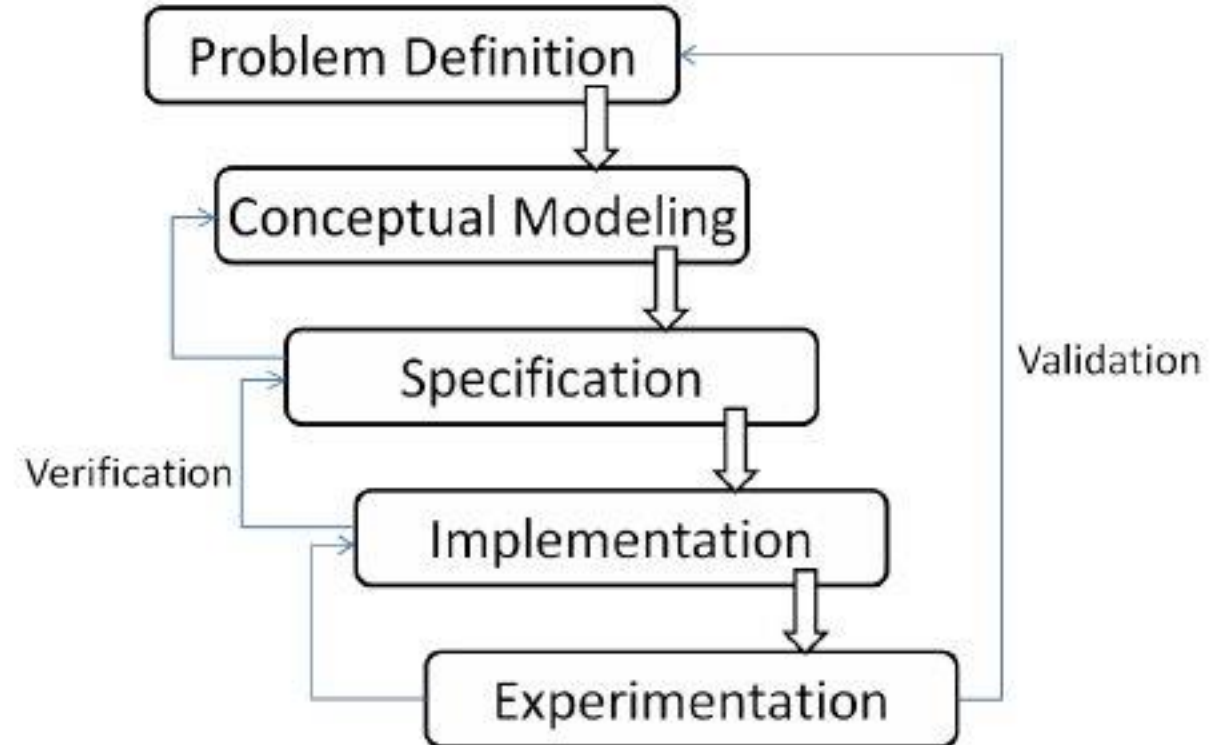 Problem Definition
Conceptual Modeling
Specification
Validation
Verification
Implementation
Experimentation